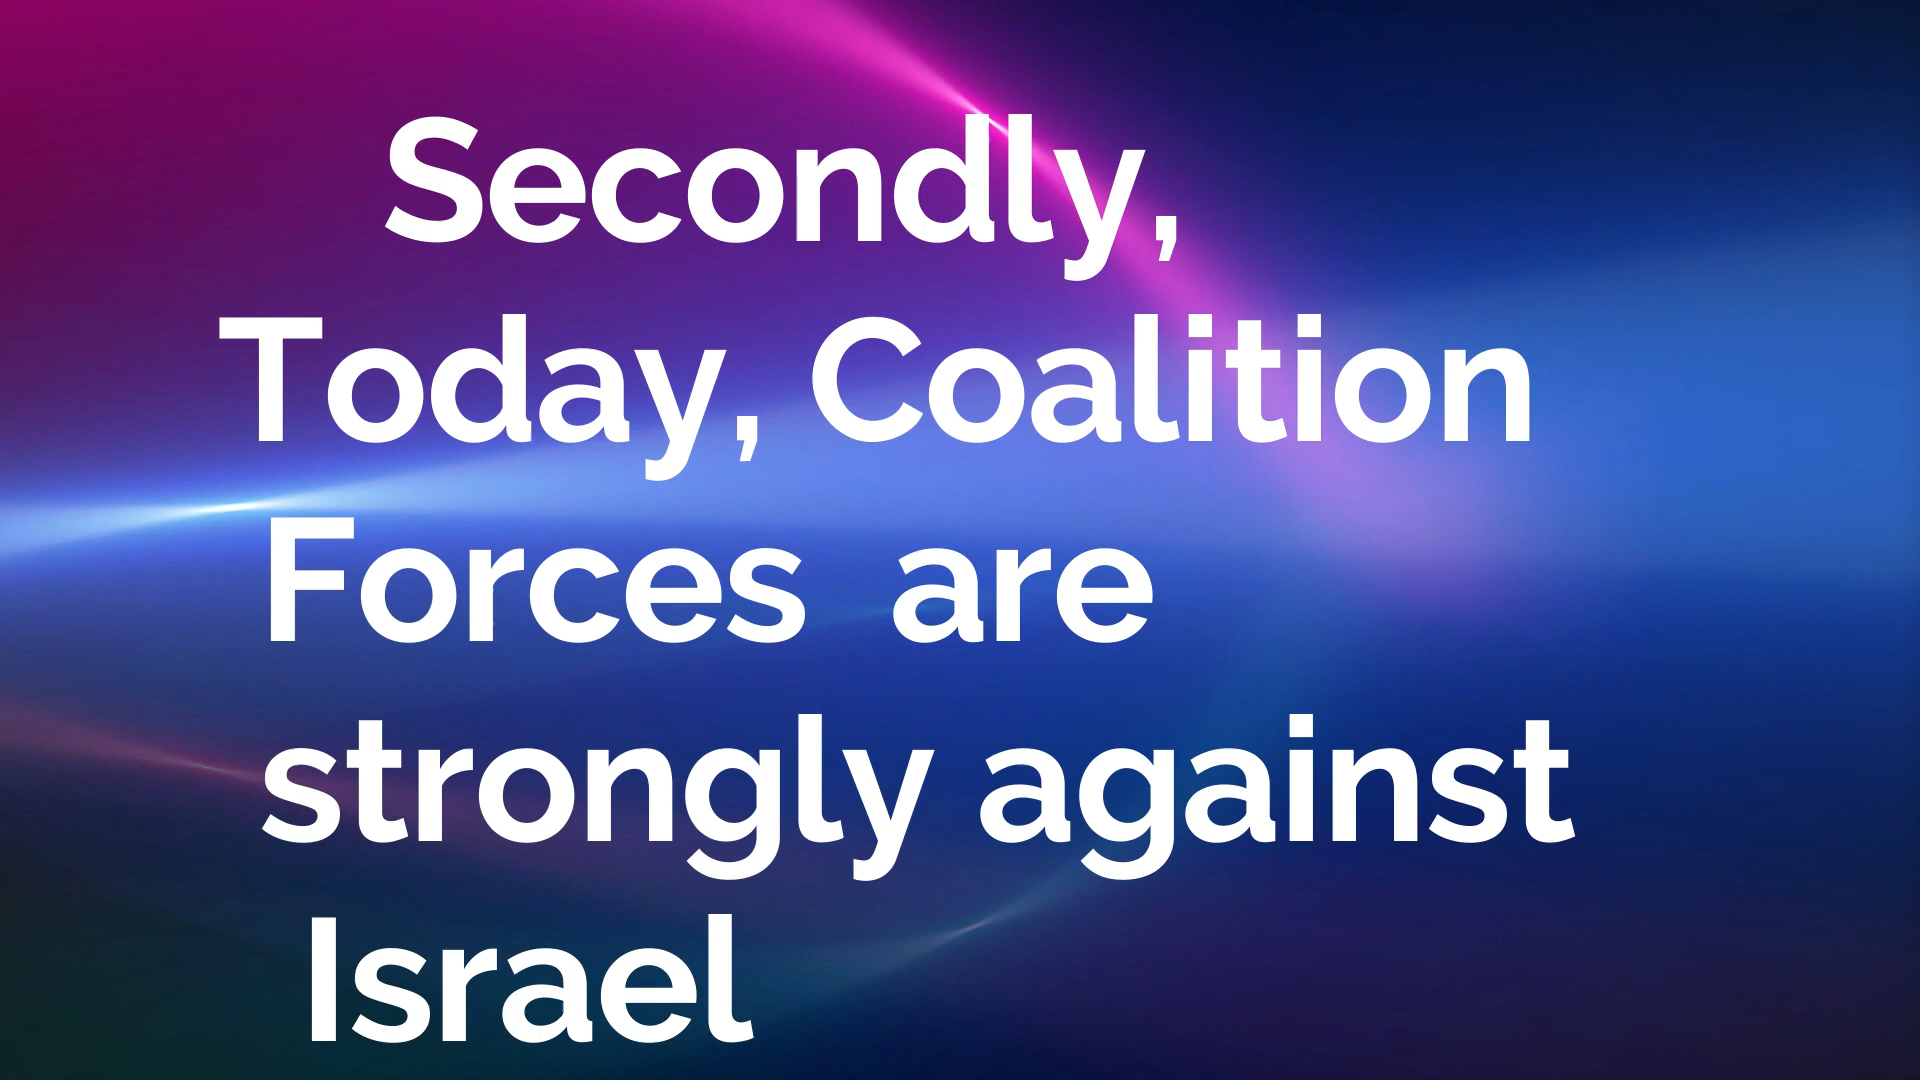 Secondly,
Today, Coalition
Forces  are
strongly against
Israel